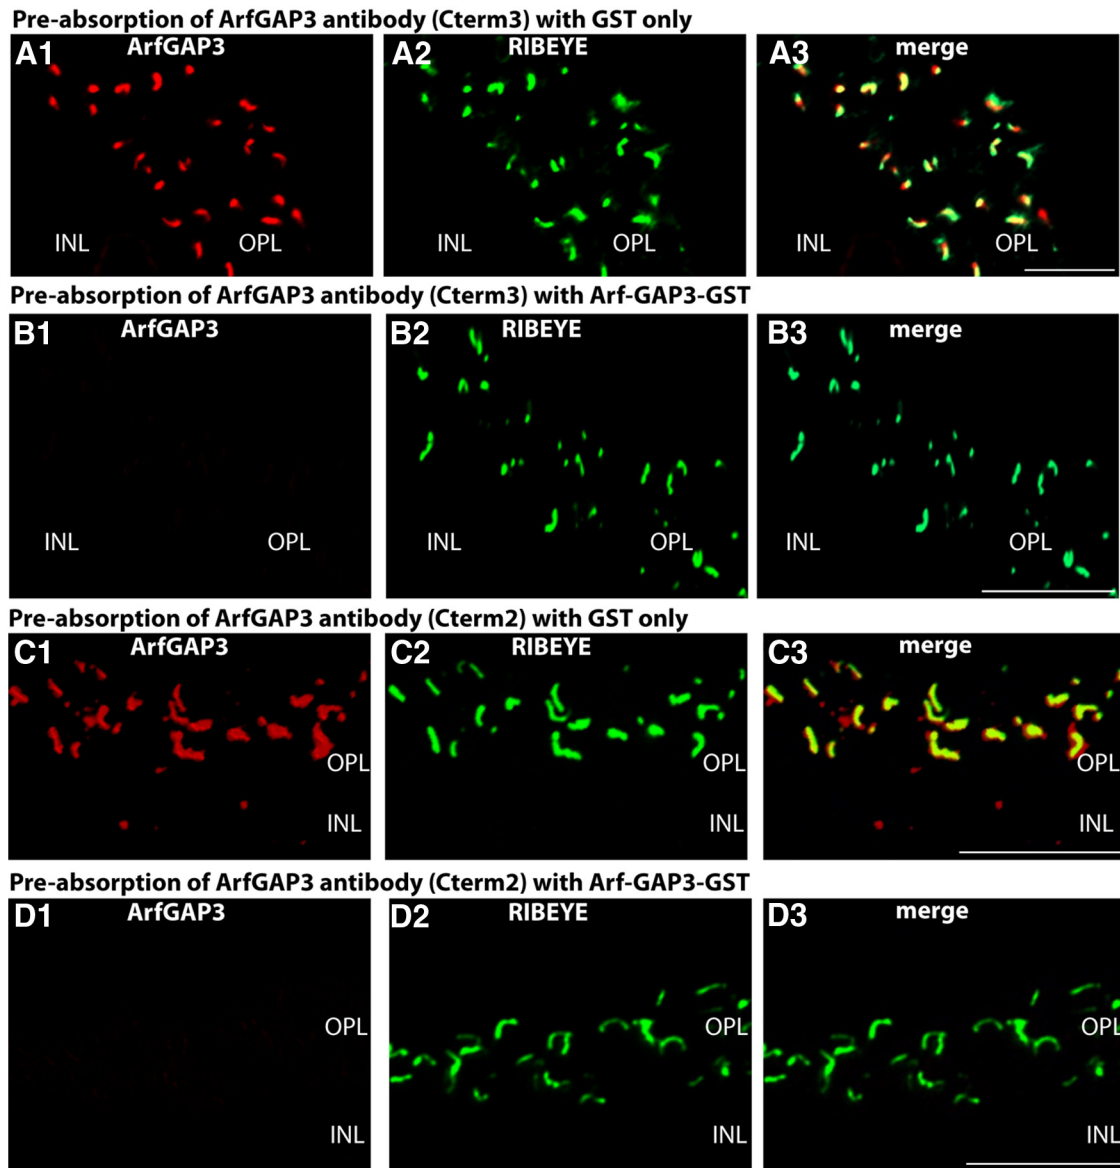 Pre-absorption of ArfGAP3 antibody (Cterm3) with GST only
A1 ArfGAP3
A2 RIBEYE
A3 merge
INL OPL
INL OPL
INL OPL
Pre-absorption of ArfGAP3 antibody (Cterm3) with Arf-GAP3-GST
B1 ArfGAP3
B2 RIBEYE
B3 merge
INL OPL
INL OPL
INL OPL
Pre-absorption of ArfGAP3 antibody (Cterm2) with GST only
C1 ArfGAP3
C2 RIBEYE
C3 merge
OPL
OPL
OPL
INL
INL
INL
Pre-absorption of ArfGAP3 antibody (Cterm2) with Arf-GAP3-GST
D1 ArfGAP3
D2 RIBEYE
D3 merge
OPL
OPL
OPL
INL
INL
INL